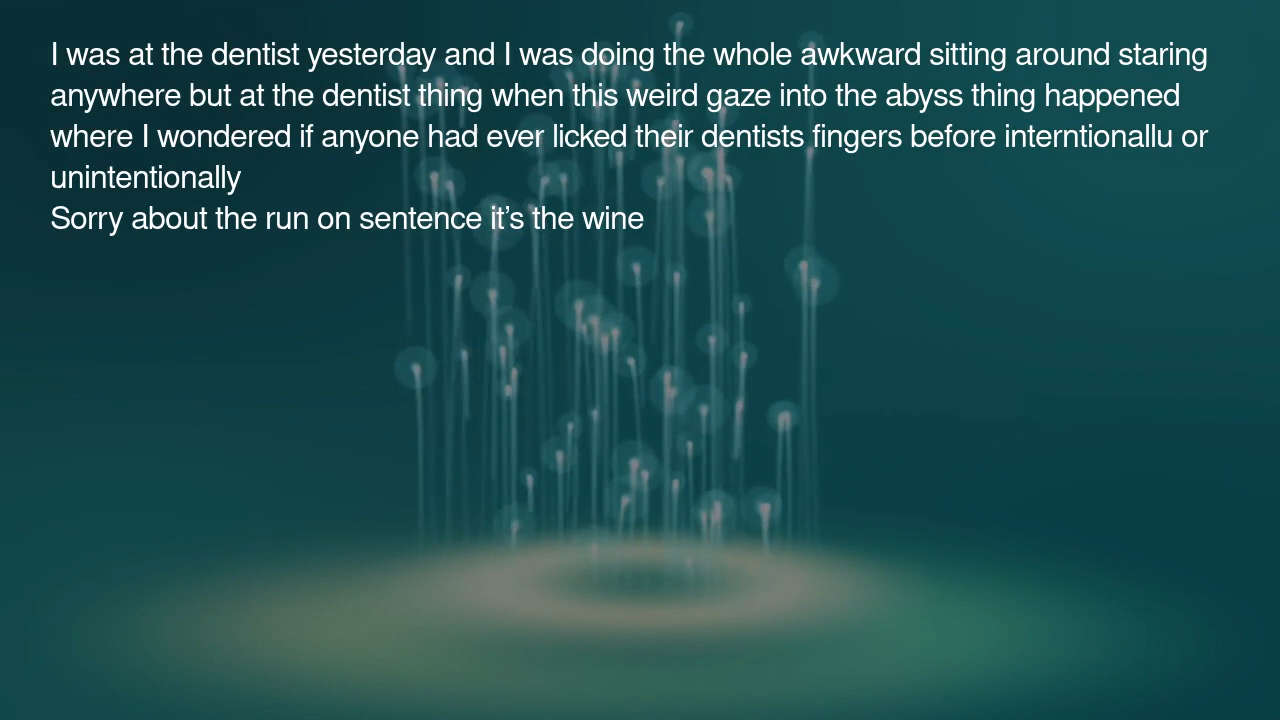 I was at the dentist yesterday and I was doing the whole awkward sitting around staring
anywhere but at the dentist thing when this weird gaze into the abyss thing happened
where I wondered if anyone had ever licked their dentists fingers before interntionallu or
unintentionally
Sorry about the run on sentence it’s the wine